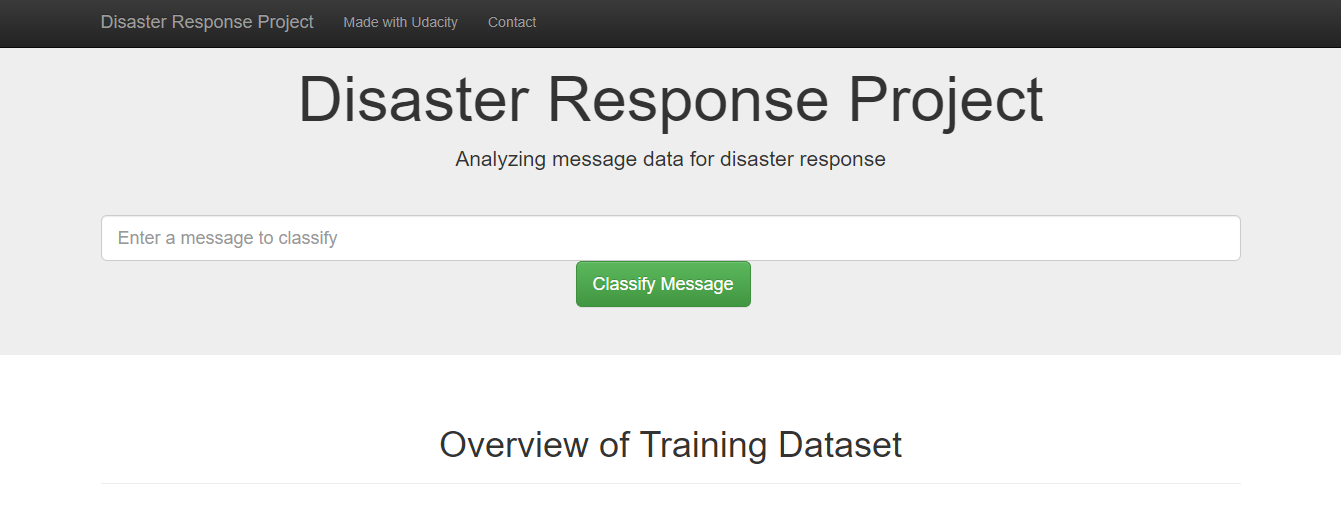 Disaster Response Project Made with Udacity Contact
Disaster Response Project
Analyzing message data for disaster response
Enter a message to classify
Classify Message
Overview of Training Dataset